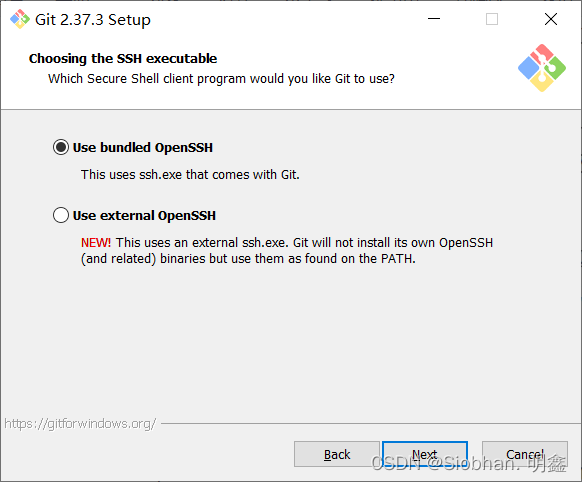 Git 2.37.3 Setup
Choosing the SSH executable
Which Secure Shell client program would you like Git to use?
Use bundled OpenSSH
This uses ssh.exe that comes with Git.
Use external OpenSSH
NEW! This uses an external ssh.exe. Git will not install its own OpenSSH
(and related) binaries but use them as found on the PATH.
https://gitforwindows.org/
Back Next Cancel
CSDN @Siobhan. 明鑫